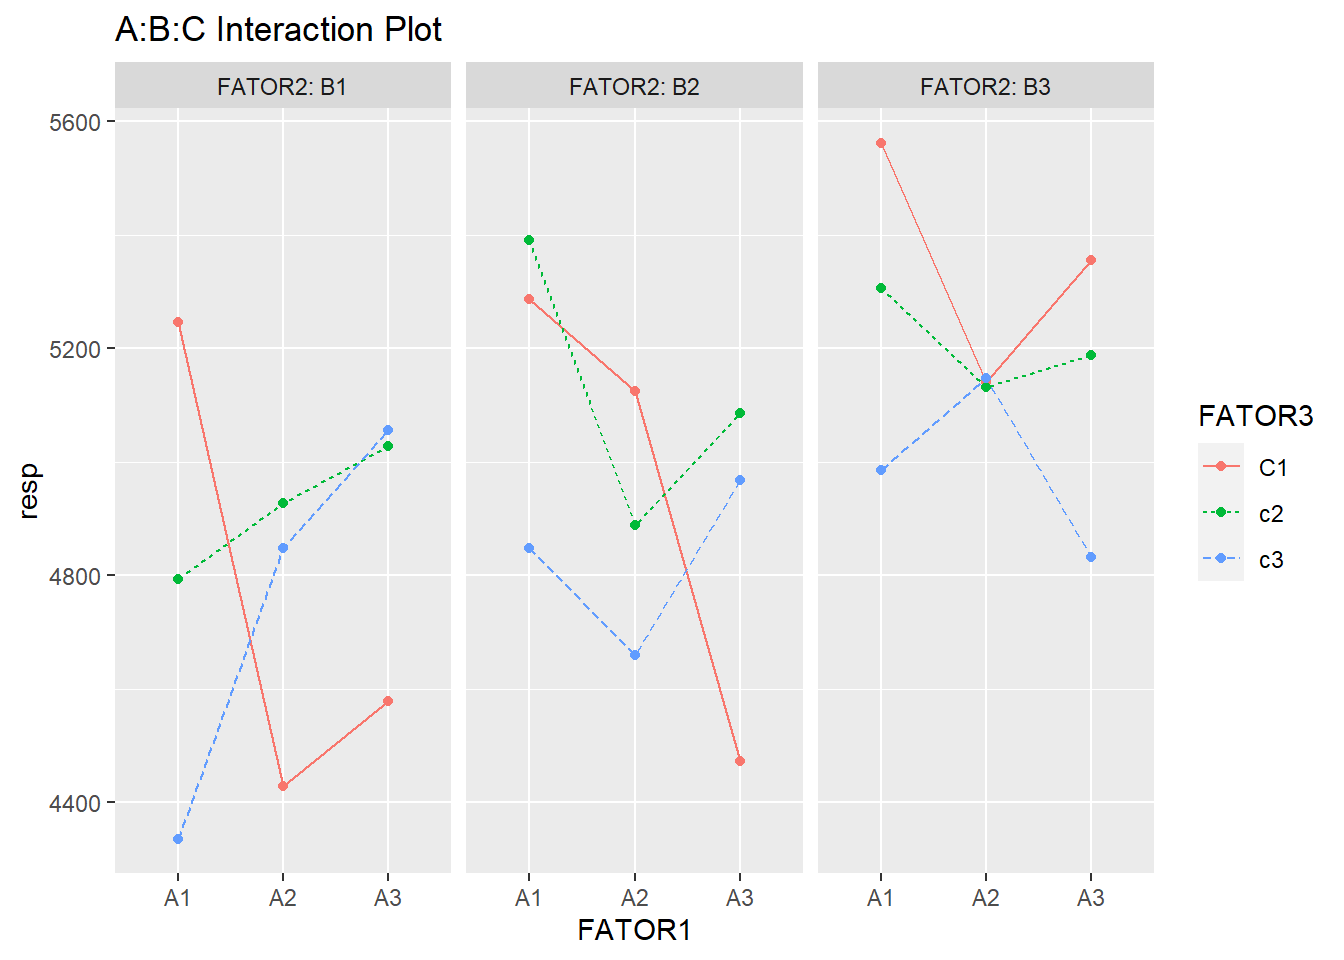 A:B:C Interaction Plot
FATOR2: B1
FATOR2: B2
FATOR2: B3
5600
5200
4800
4400
resp
A1 A2 A3
A1 A2 A3
A1 A2 A3
FATOR1
FATOR3
C1
c2
c3